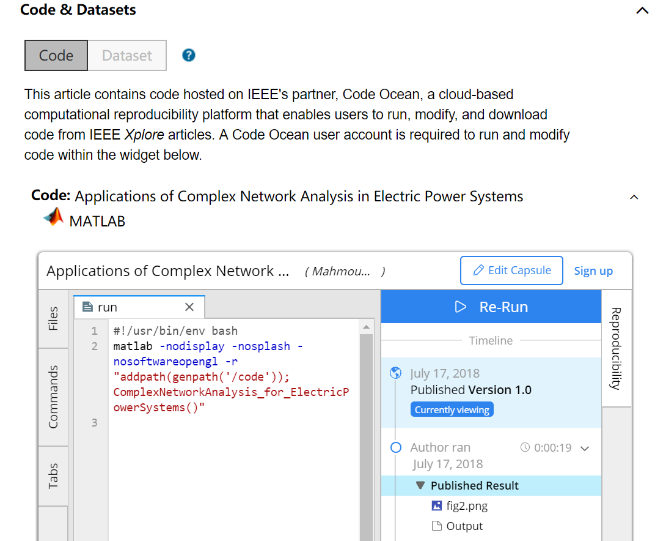 Code & Datasets
Code Dataset ?
This article contains code hosted on IEEE's partner, Code Ocean, a cloud-based
computational reproducibility platform that enables users to run, modify, and download
code from IEEE Xplore articles. A Code Ocean user account is required to run and modify
code within the widget below.
Code: Applications of Complex Network Analysis in Electric Power Systems
MATLAB
Applications of Complex Network ... ( Mahmou... )
Edit Capsule
Sign up
Files
Commands
Tabs
run
1 #!/usr/bin/env bash
2 matlab -nodisplay -nosplash -
nosoftwareopengl -r
"addpath(genpath('/code'));
ComplexNetworkAnalysis_for_ElectricP
owerSystems()"
3
Re-Run
Timeline
July 17, 2018
Published Version 1.0
Currently viewing
Author ran 0:00:19
July 17, 2018
Published Result
fig2.png
Output
Reproducibility